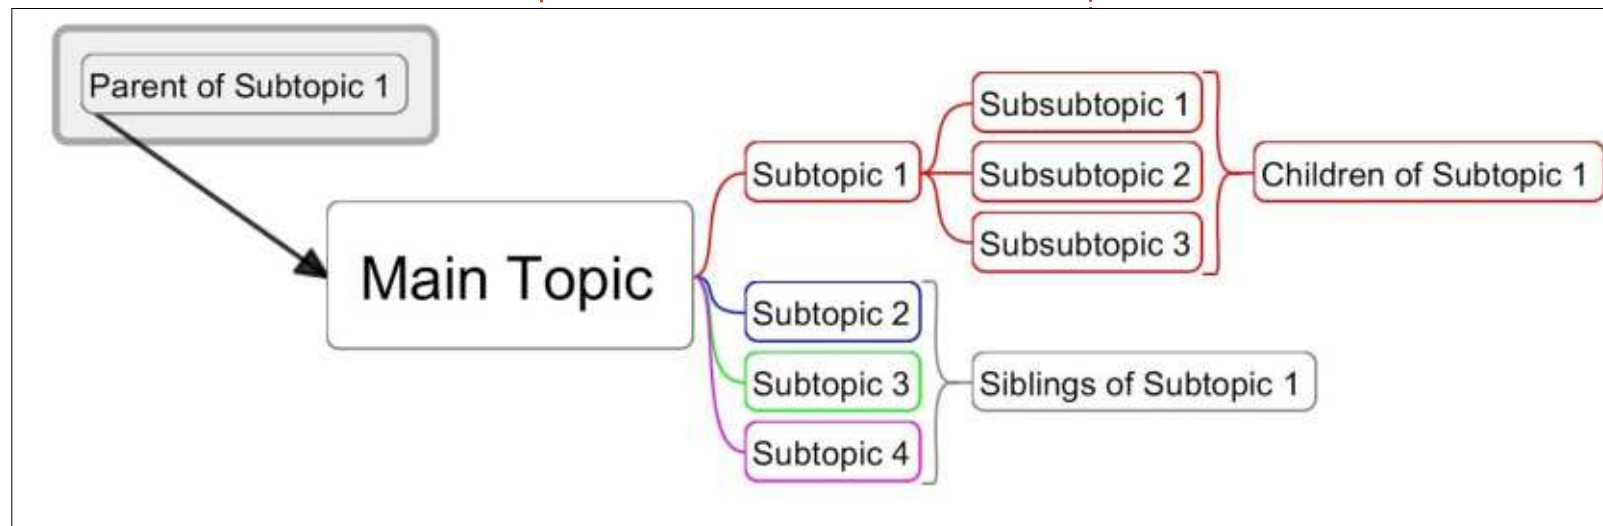 Parent of Subtopic 1
Main Topic
Subtopic 1
Subsubtopic 1
Subsubtopic 2
Subsubtopic 3
Children of Subtopic 1
Subtopic 2
Subtopic 3
Subtopic 4
Siblings of Subtopic 1